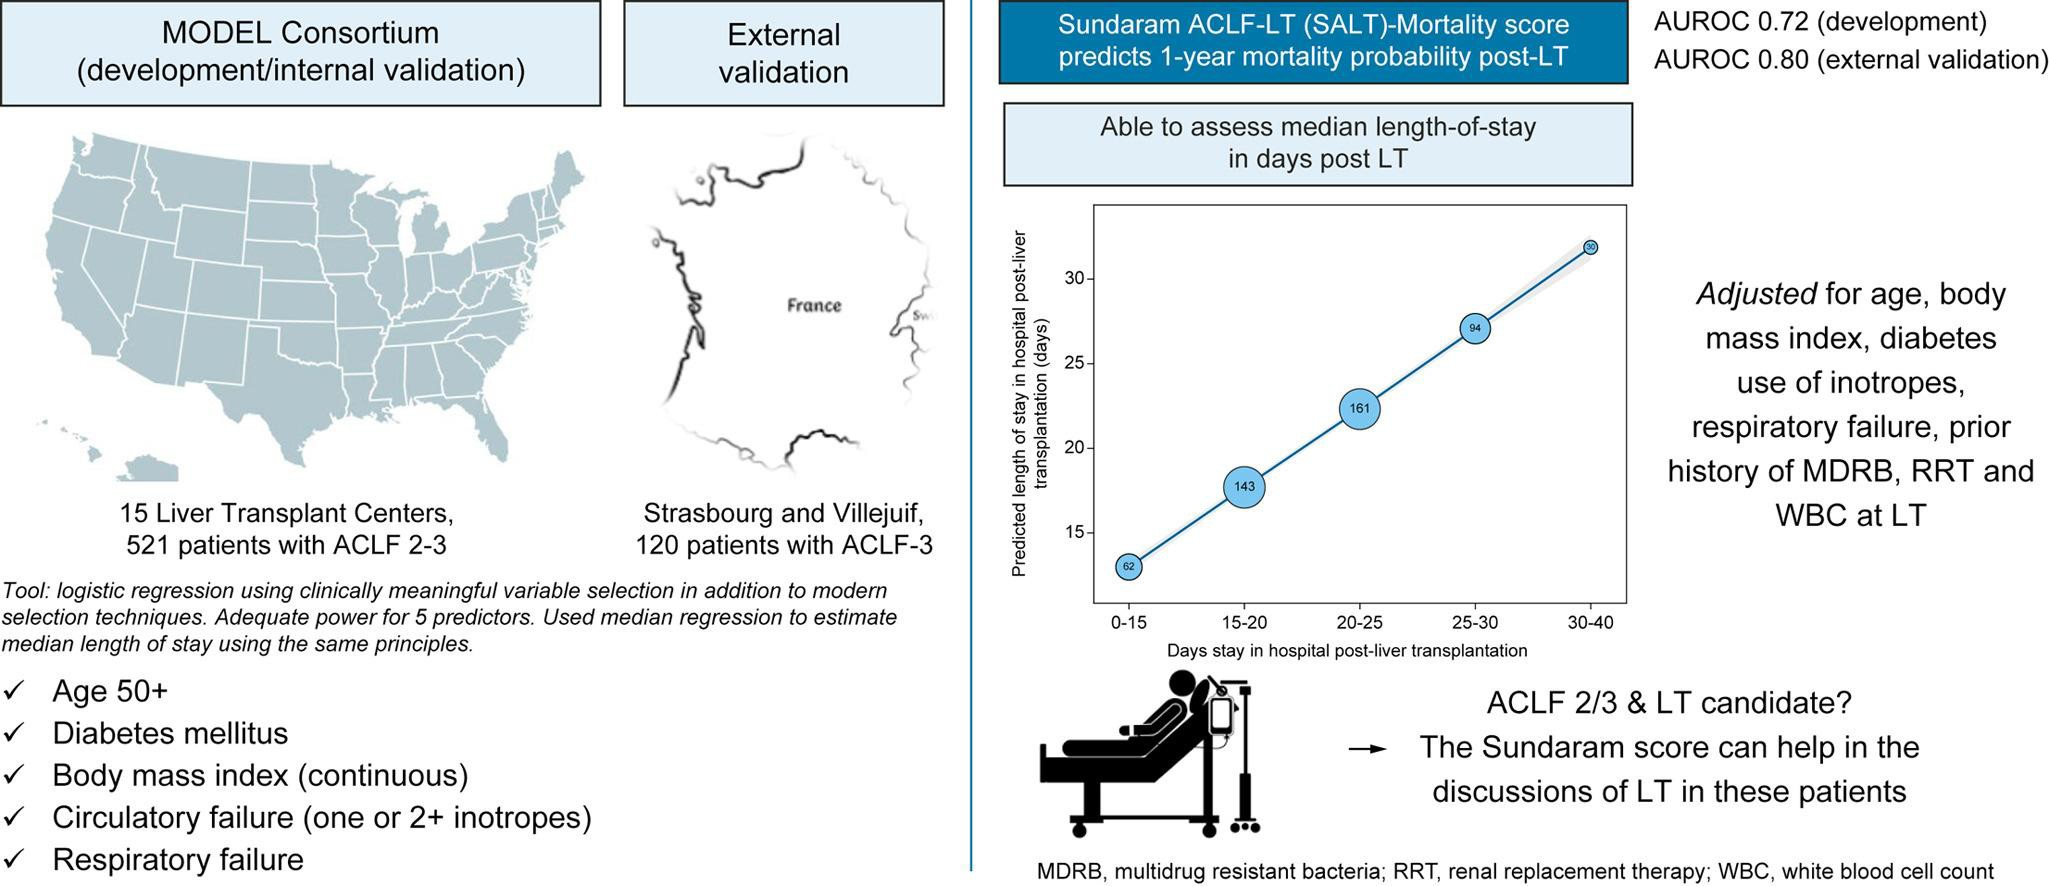 MODEL Consortium
(development/internal validation)
External
validation
France
15 Liver Transplant Centers,
521 patients with ACLF 2-3
Strasbourg and Villejuif,
120 patients with ACLF-3
Tool: logistic regression using clinically meaningful variable selection in addition to modern
selection techniques. Adequate power for 5 predictors. Used median regression to estimate
median length of stay using the same principles.
✓ Age 50+
✓ Diabetes mellitus
✓ Body mass index (continuous)
✓ Circulatory failure (one or 2+ inotropes)
✓ Respiratory failure
Sundaram ACLF-LT (SALT)-Mortality score
predicts 1-year mortality probability post-LT
AUROC 0.72 (development)
AUROC 0.80 (external validation)
Able to assess median length-of-stay
in days post LT
Predicted length of stay in hospital post-liver
transplantation (days)
30
25
20
15
62
143
161
94
30
0-15
15-20
20-25
25-30
30-40
Days stay in hospital post-liver transplantation
Adjusted for age, body
mass index, diabetes
use of inotropes,
respiratory failure, prior
history of MDRB, RRT and
WBC at LT
ACLF 2/3 & LT candidate?
The Sundaram score can help in the
discussions of LT in these patients
MDRB, multidrug resistant bacteria; RRT, renal replacement therapy; WBC, white blood cell count